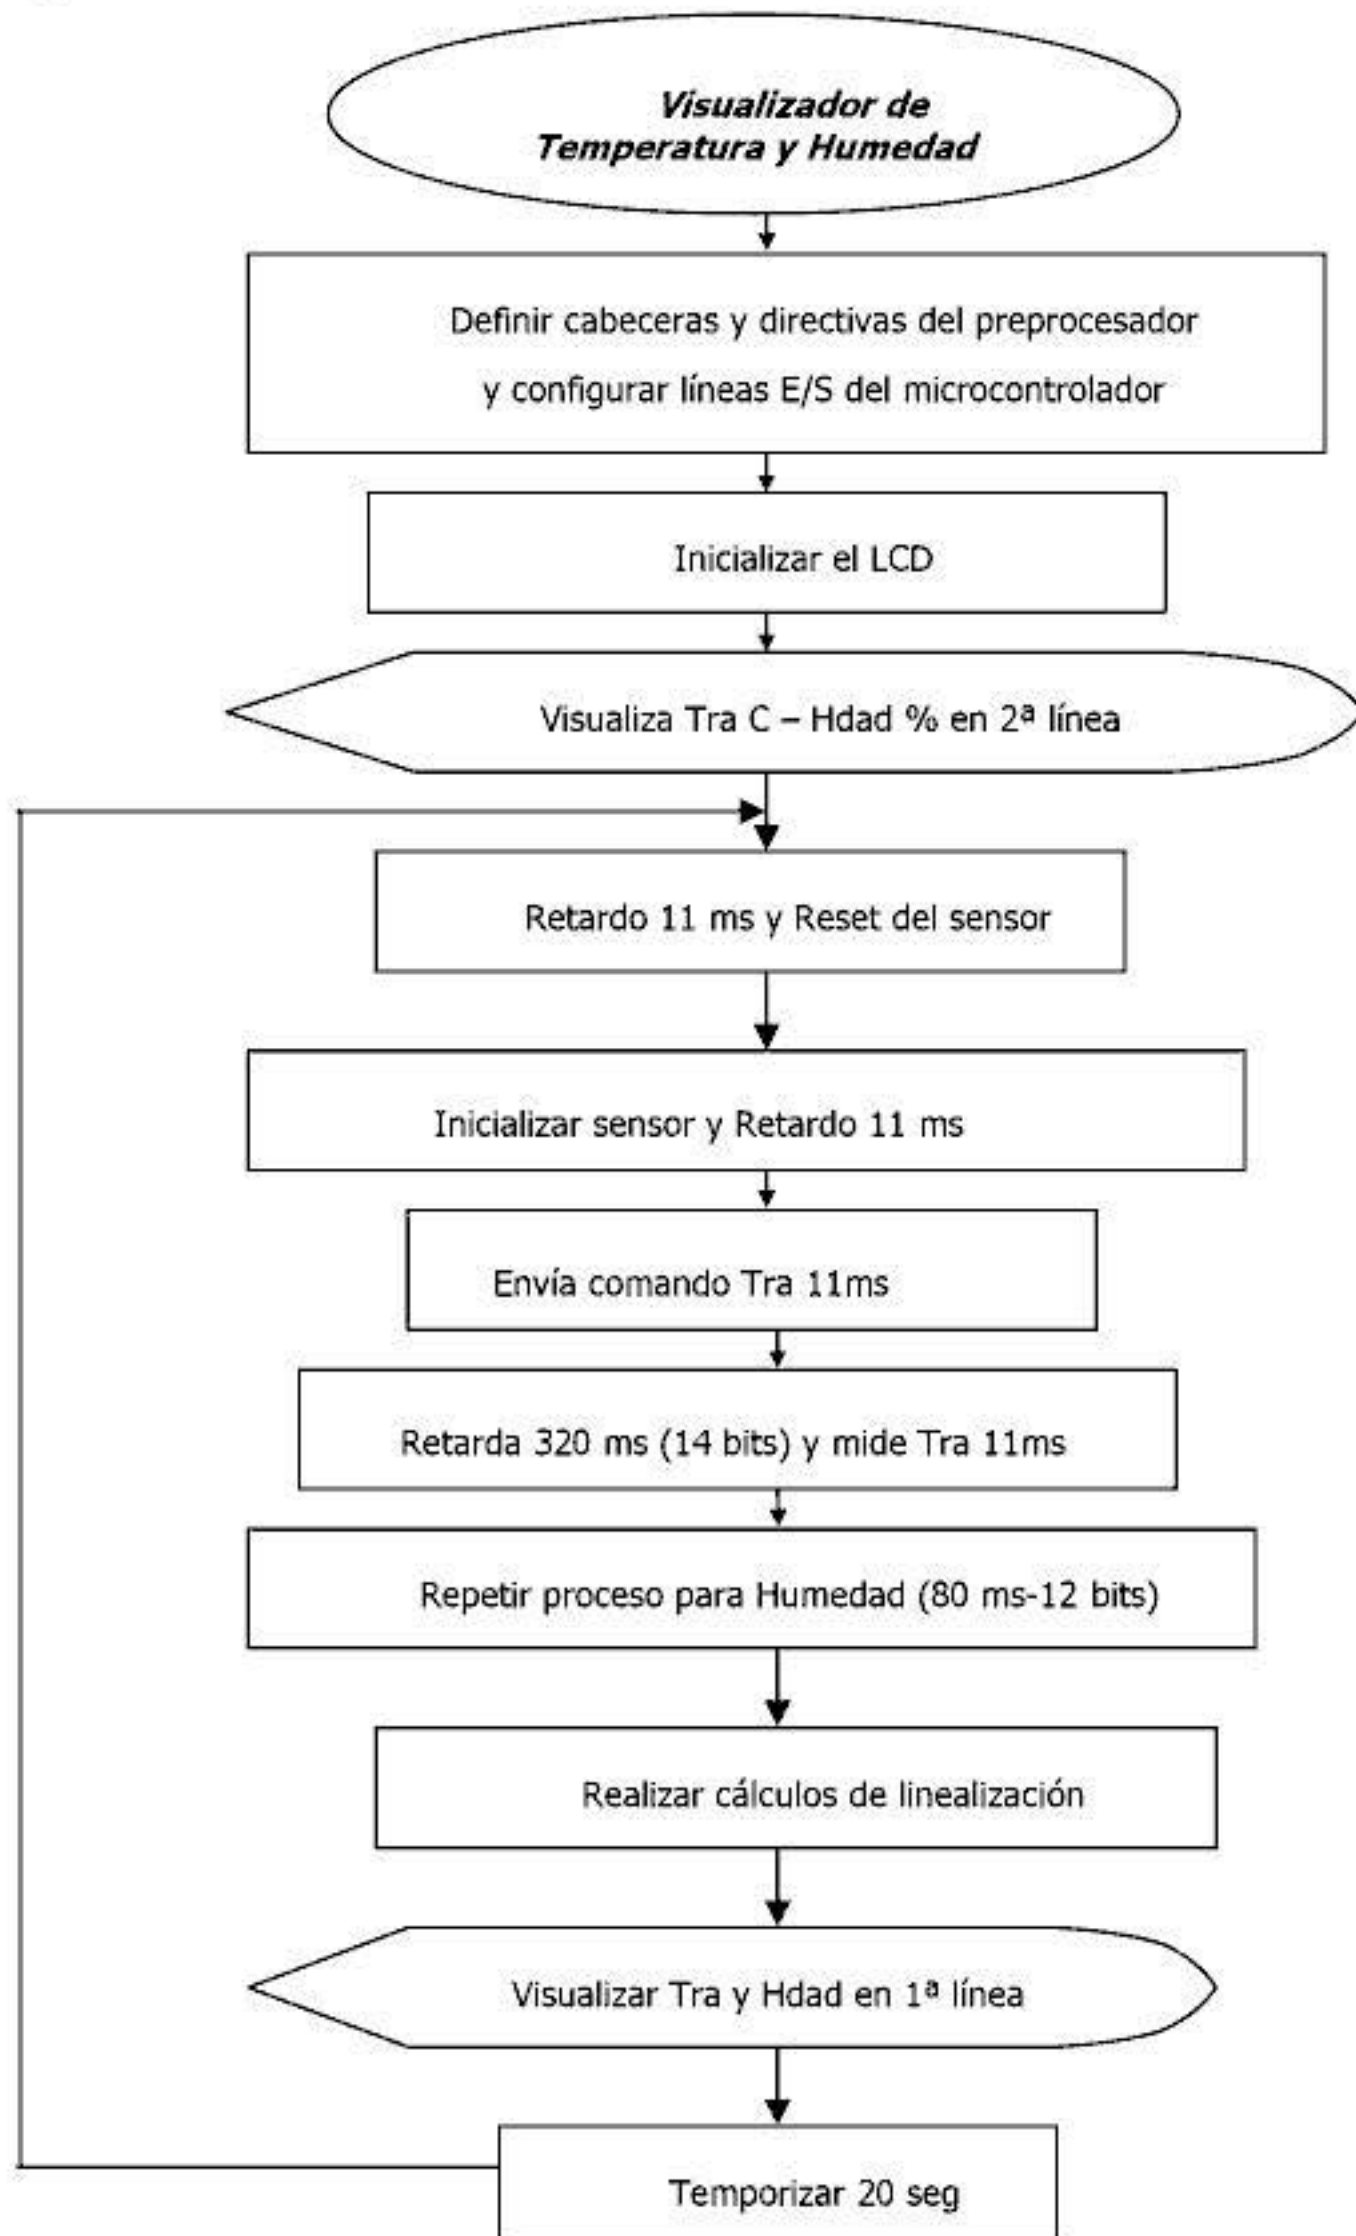 Visualizador de
Temperatura y Humedad
Definir cabeceras y directivas del preprocesador
y configurar líneas E/S del microcontrolador
Inicializar el LCD
Visualiza Tra C – Hdad % en 2ª línea
Retardo 11 ms y Reset del sensor
Inicializar sensor y Retardo 11 ms
Envía comando Tra 11ms
Retarda 320 ms (14 bits) y mide Tra 11ms
Repetir proceso para Humedad (80 ms-12 bits)
Realizar cálculos de linealización
Visualizar Tra y Hdad en 1ª línea
Temporizar 20 seg